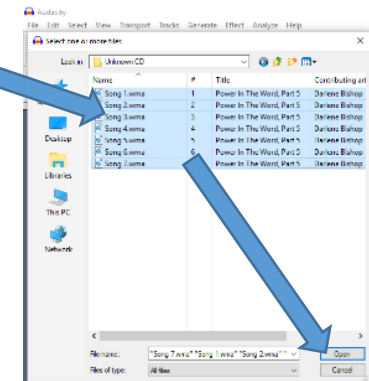 Audacity
File Edit Select View Transport Tracks Generate Effect Analyze Help
Select one or more files
Look in: Unknown CD
Name # Title Contributing art
Song 1.wma 1 Power In The Word, Part 5 Darlene Bishop
Song 2.wma 2 Power In The Word, Part 5 Darlene Bishop
Song 3.wma 3 Power In The Word, Part 5 Darlene Bishop
Song 4.wma 4 Power In The Word, Part 5 Darlene Bishop
Song 5.wma 5 Power In The Word, Part 5 Darlene Bishop
Song 6.wma 6 Power In The Word, Part 5 Darlene Bishop
Song 7.wma Power In The Word, Part 5 Darlene Bishop
Desktop
Libraries
This PC
Network
File name: "Song 7.wma" "Song 1.wma" "Song 2.wma" "
Open
Files of type: All files
Cancel